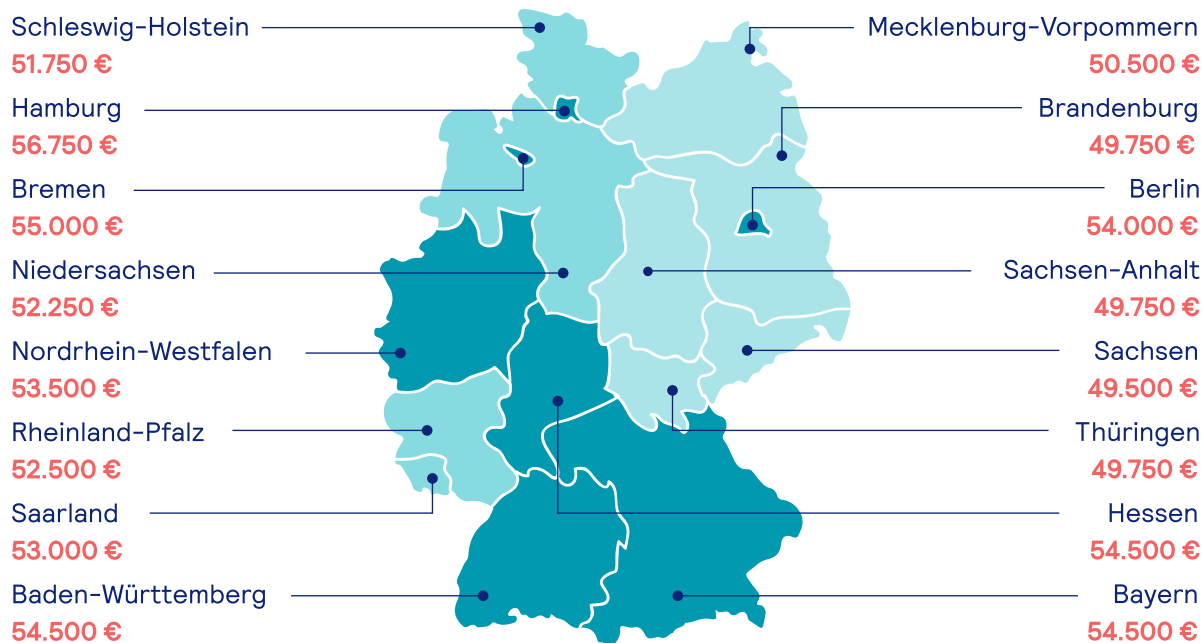 Schleswig-Holstein
51.750 €
Hamburg
56.750 €
Bremen
55.000 €
Niedersachsen
52.250 €
Nordrhein-Westfalen
53.500 €
Rheinland-Pfalz
52.500 €
Saarland
53.000 €
Baden-Württemberg
54.500 €
Mecklenburg-Vorpommern
50.500 €
Brandenburg
49.750 €
Berlin
54.000 €
Sachsen-Anhalt
49.750 €
Sachsen
49.500 €
Thüringen
49.750 €
Hessen
54.500 €
Bayern
54.500 €